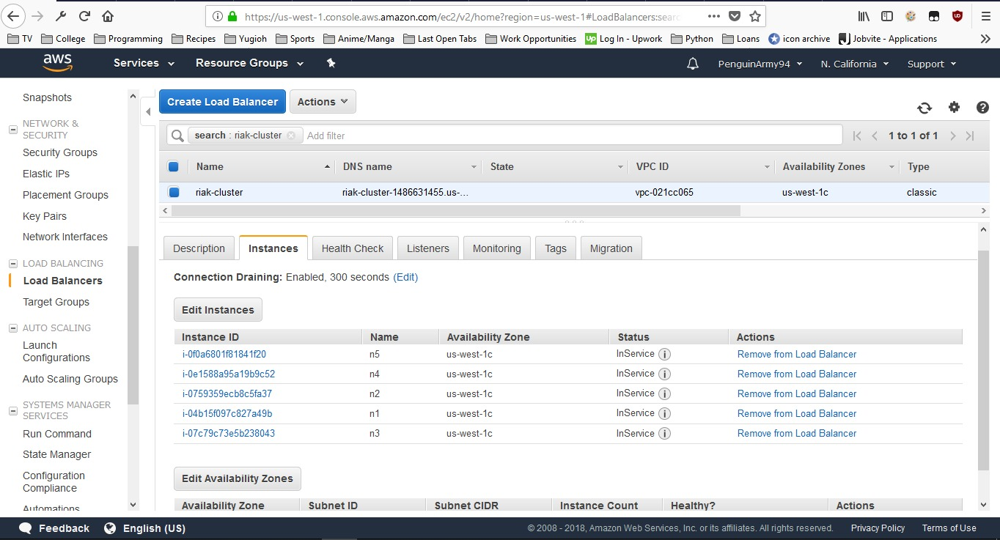 https://us-west-1.console.aws.amazon.com/ec2/v2/home?region=us-west-1#LoadBalancers:sear
TV College Programming Recipes Yugioh Sports Anime/Manga Last Open Tabs Work Opportunities Up Log In - Upwork Python Loans icon archive Jobvite - Applications
aws Services Resource Groups PenguinArmy94 N. California Support
Snapshots
NETWORK &
SECURITY
Security Groups
Elastic IPs
Placement Groups
Key Pairs
Network Interfaces
LOAD BALANCING
Load Balancers
Target Groups
AUTO SCALING
Launch
Configurations
Auto Scaling Groups
SYSTEMS MANAGER
SERVICES
Run Command
State Manager
Configuration
Compliance
Automations
Create Load Balancer Actions
search : riak-cluster Add filter 1 to 1 of 1
Name DNS name State VPC ID Availability Zones Type
riak-cluster riak-cluster-1486631455.us-... vpc-021cc065 us-west-1c classic
Description Instances Health Check Listeners Monitoring Tags Migration
Connection Draining: Enabled, 300 seconds (Edit)
Edit Instances
Instance ID Name Availability Zone Status Actions
i-0f0a6801f81841f20 n5 us-west-1c InService i Remove from Load Balancer
i-0e1588a95a19b9c52 n4 us-west-1c InService i Remove from Load Balancer
i-0759359ecb8c5fa37 n2 us-west-1c InService i Remove from Load Balancer
i-04b15f097c827a49b n1 us-west-1c InService i Remove from Load Balancer
i-07c79c73e5b238043 n3 us-west-1c InService i Remove from Load Balancer
Edit Availability Zones
Availability Zone Subnet ID Subnet CIDR Instance Count Healthy? Actions
Feedback English (US) © 2008 - 2018, Amazon Web Services, Inc. or its affiliates. All rights reserved. Privacy Policy Terms of Use